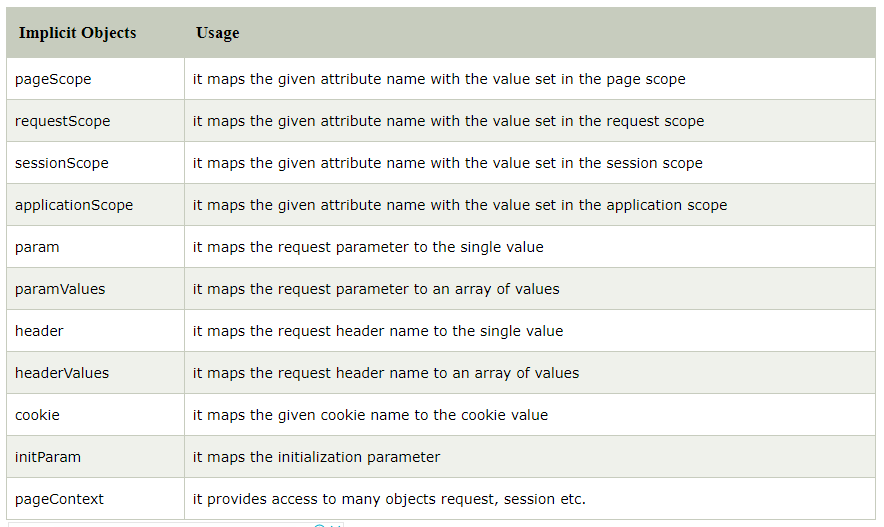 Implicit Objects Usage
pageScope it maps the given attribute name with the value set in the page scope
requestScope it maps the given attribute name with the value set in the request scope
sessionScope it maps the given attribute name with the value set in the session scope
applicationScope it maps the given attribute name with the value set in the application scope
param it maps the request parameter to the single value
paramValues it maps the request parameter to an array of values
header it maps the request header name to the single value
headerValues it maps the request header name to an array of values
cookie it maps the given cookie name to the cookie value
initParam it maps the initialization parameter
pageContext it provides access to many objects request, session etc.